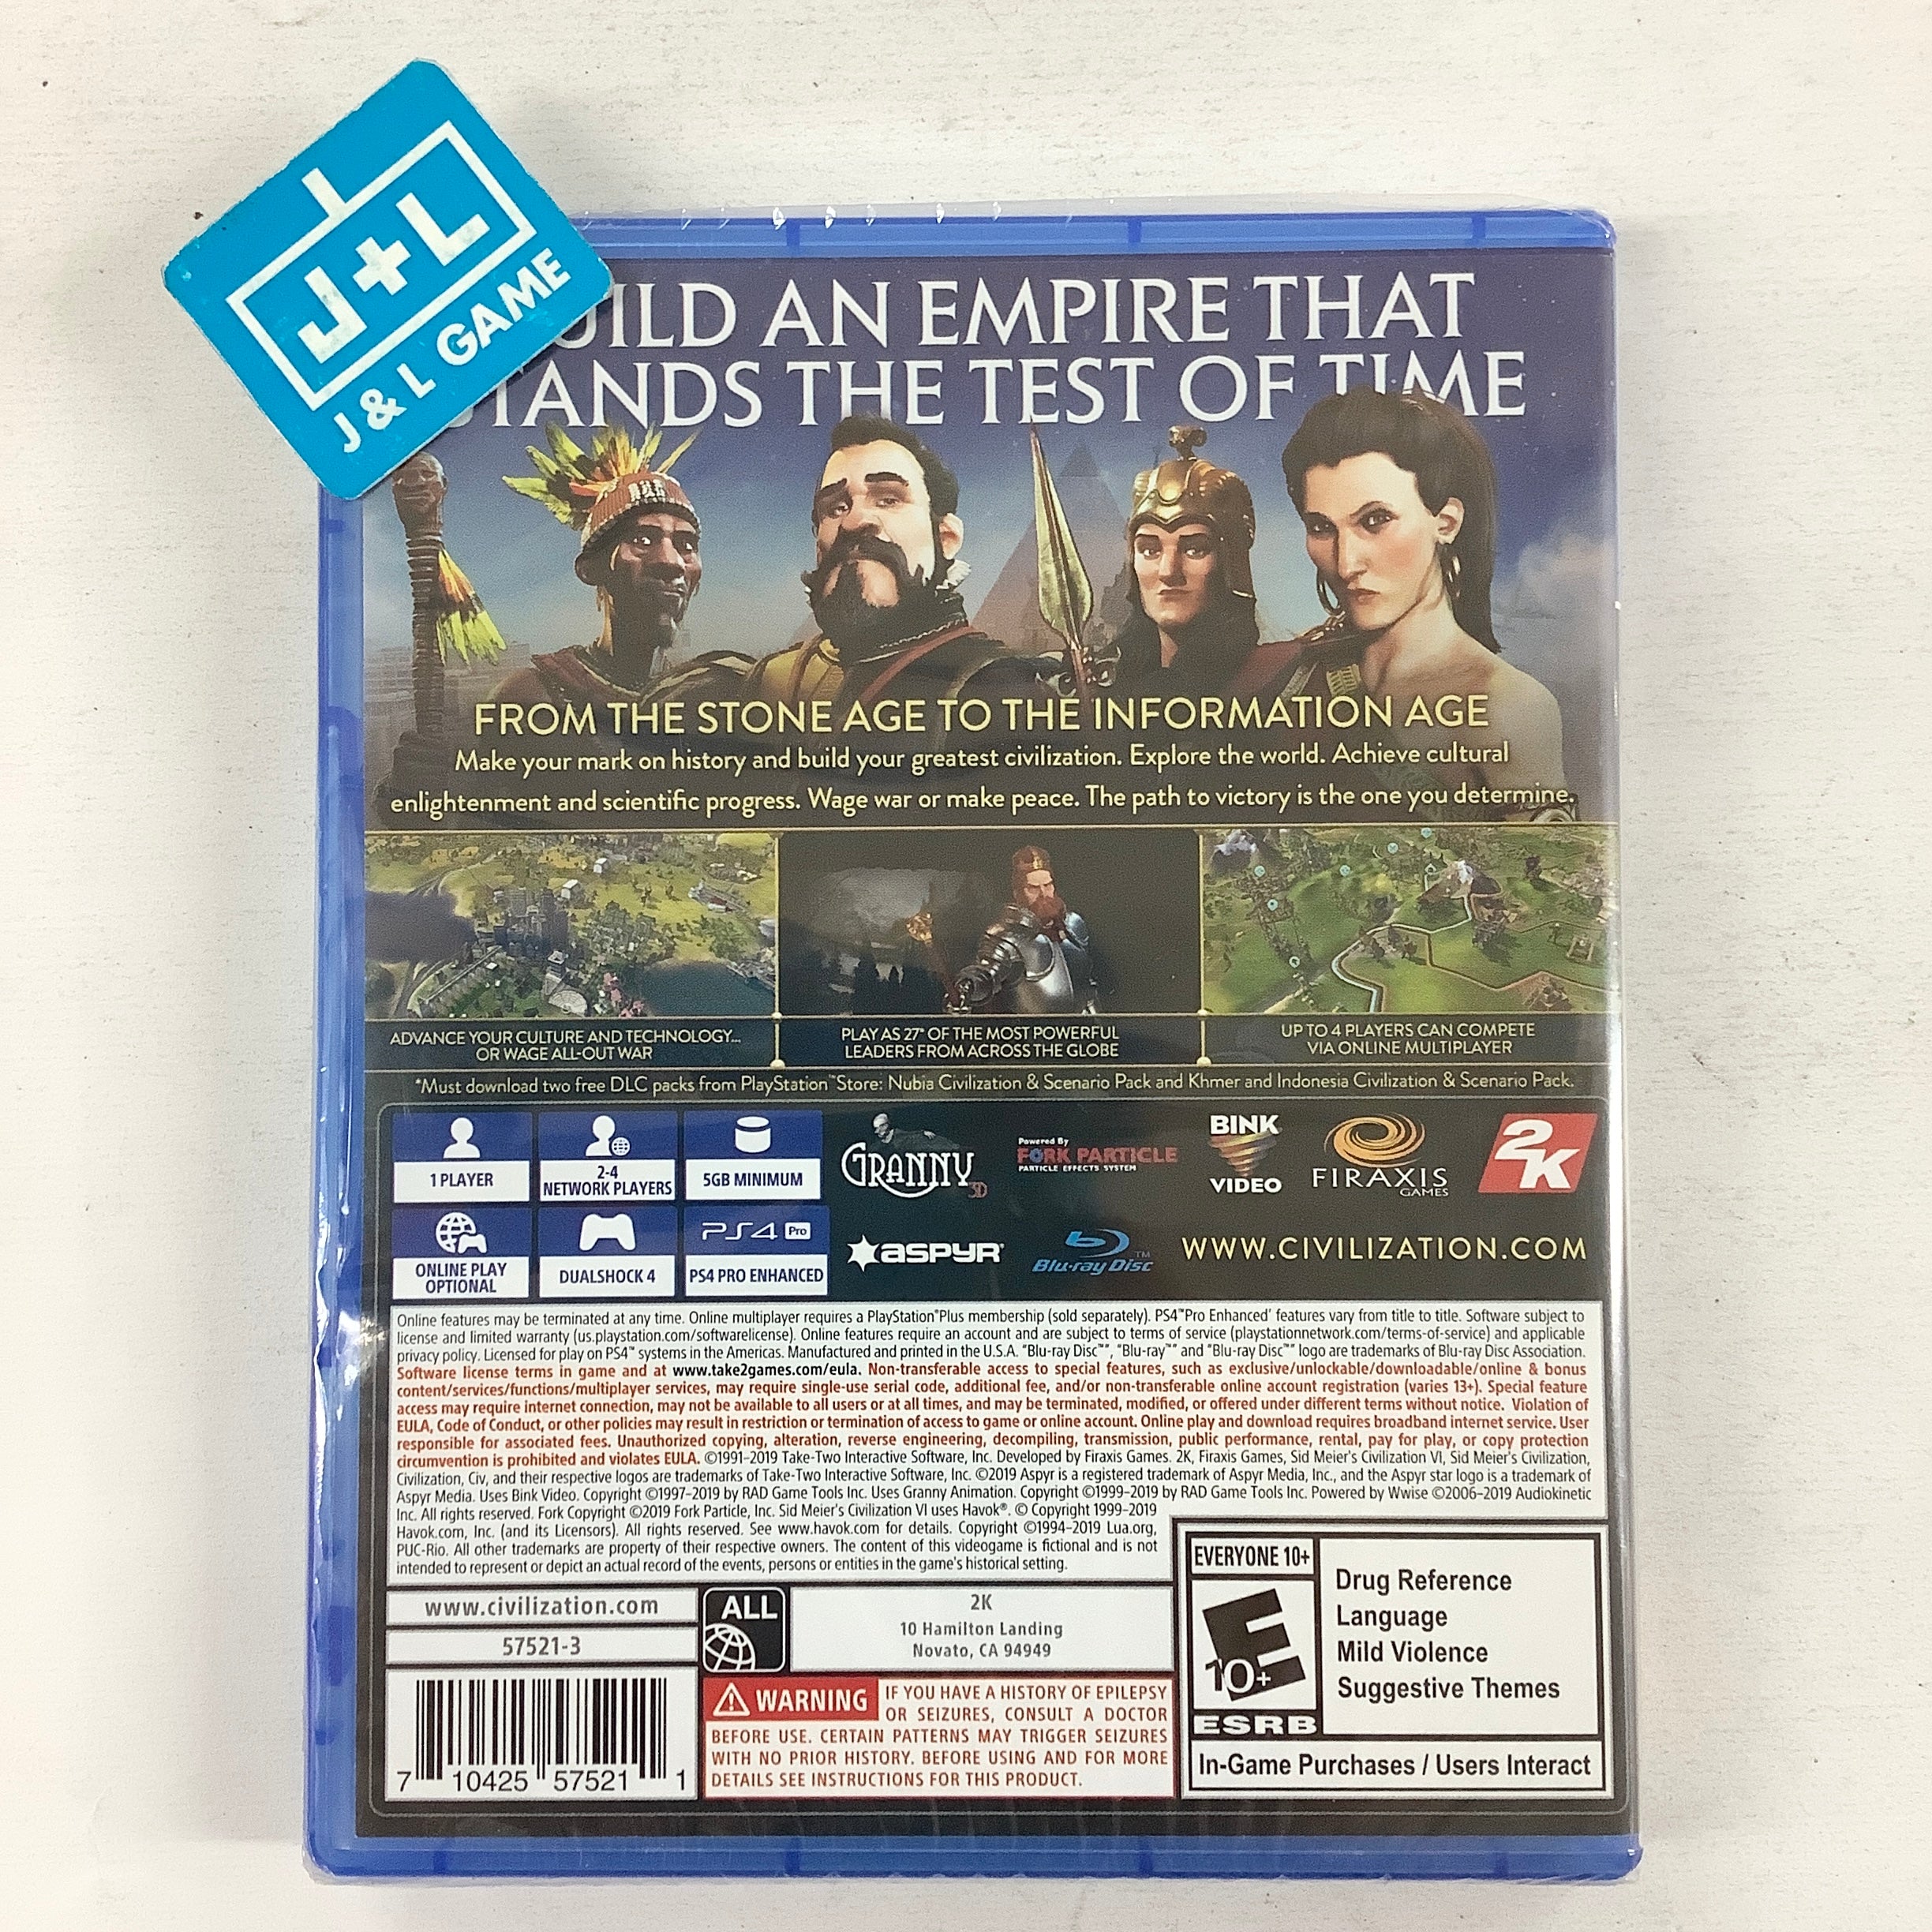 J+L
J & L GAME
UILD AN EMPIRE THAT
STANDS THE TEST OF TIME
FROM THE STONE AGE TO THE INFORMATION AGE
Make your mark on history and build your greatest civilization. Explore the world. Achieve cultural
enlightenment and scientific progress. Wage war or make peace. The path to victory is the one you determine.
ADVANCE YOUR CULTURE AND TECHNOLOGY...
OR WAGE ALL-OUT WAR
PLAY AS 27* OF THE MOST POWERFUL
LEADERS FROM ACROSS THE GLOBE
UP TO 4 PLAYERS CAN COMPETE
VIA ONLINE MULTIPLAYER
*Must download two free DLC packs from PlayStation™Store: Nubia Civilization & Scenario Pack and Khmer and Indonesia Civilization & Scenario Pack.
1 PLAYER
2-4
NETWORK PLAYERS
5GB MINIMUM
GRANNY 3D
Powered By
FORK PARTICLE
PARTICLE EFFECTS SYSTEM
BINK
VIDEO
FIRAXIS
GAMES
2K
ONLINE PLAY
OPTIONAL
DUALSHOCK 4
PS4 Pro
PS4 PRO ENHANCED
ASPYR®
Blu-ray Disc™
WWW.CIVILIZATION.COM
Online features may be terminated at any time. Online multiplayer requires a PlayStation®Plus membership (sold separately). PS4™Pro Enhanced' features vary from title to title. Software subject to
license and limited warranty (us.playstation.com/softwarelicense). Online features require an account and are subject to terms of service (playstationnetwork.com/terms-of-service) and applicable
privacy policy. Licensed for play on PS4™ systems in the Americas. Manufactured and printed in the U.S.A. "Blu-ray Disc™", "Blu-ray™" and "Blu-ray Disc™" logo are trademarks of Blu-ray Disc Association.
Software license terms in game and at www.take2games.com/eula. Non-transferable access to special features, such as exclusive/unlockable/downloadable/online & bonus
content/services/functions/multiplayer services, may require single-use serial code, additional fee, and/or non-transferable online account registration (varies 13+). Special feature
access may require internet connection, may not be available to all users or at all times, and may be terminated, modified, or offered under different terms without notice. Violation of
EULA, Code of Conduct, or other policies may result in restriction or termination of access to game or online account. Online play and download requires broadband internet service. User
responsible for associated fees. Unauthorized copying, alteration, reverse engineering, decompiling, transmission, public performance, rental, pay for play, or copy protection
circumvention is prohibited and violates EULA. ©1991-2019 Take-Two Interactive Software, Inc. Developed by Firaxis Games. 2K, Firaxis Games, Sid Meier's Civilization VI, Sid Meier's Civilization,
Civilization, Civ, and their respective logos are trademarks of Take-Two Interactive Software, Inc. ©2019 Aspyr is a registered trademark of Aspyr Media, Inc., and the Aspyr star logo is a trademark of
Aspyr Media. Uses Bink Video. Copyright ©1997-2019 by RAD Game Tools Inc. Uses Granny Animation. Copyright ©1999-2019 by RAD Game Tools Inc. Powered by Wwise ©2006-2019 Audiokinetic
Inc. All rights reserved. Fork Copyright ©2019 Fork Particle, Inc. Sid Meier's Civilization VI uses Havok®. © Copyright 1999-2019
Havok.com, Inc. (and its Licensors). All rights reserved. See www.havok.com for details. Copyright ©1994-2019 Lua.org,
PUC-Rio. All other trademarks are property of their respective owners. The content of this videogame is fictional and is not
intended to represent or depict an actual record of the events, persons or entities in the game's historical setting.
www.civilization.com
57521-3
ALL
2K
10 Hamilton Landing
Novato, CA 94949
7 10425 57521 1
WARNING IF YOU HAVE A HISTORY OF EPILEPSY
OR SEIZURES, CONSULT A DOCTOR
BEFORE USE. CERTAIN PATTERNS MAY TRIGGER SEIZURES
WITH NO PRIOR HISTORY. BEFORE USING AND FOR MORE
DETAILS SEE INSTRUCTIONS FOR THIS PRODUCT.
EVERYONE 10+
E
10+
ESRB
Drug Reference
Language
Mild Violence
Suggestive Themes
In-Game Purchases / Users Interact